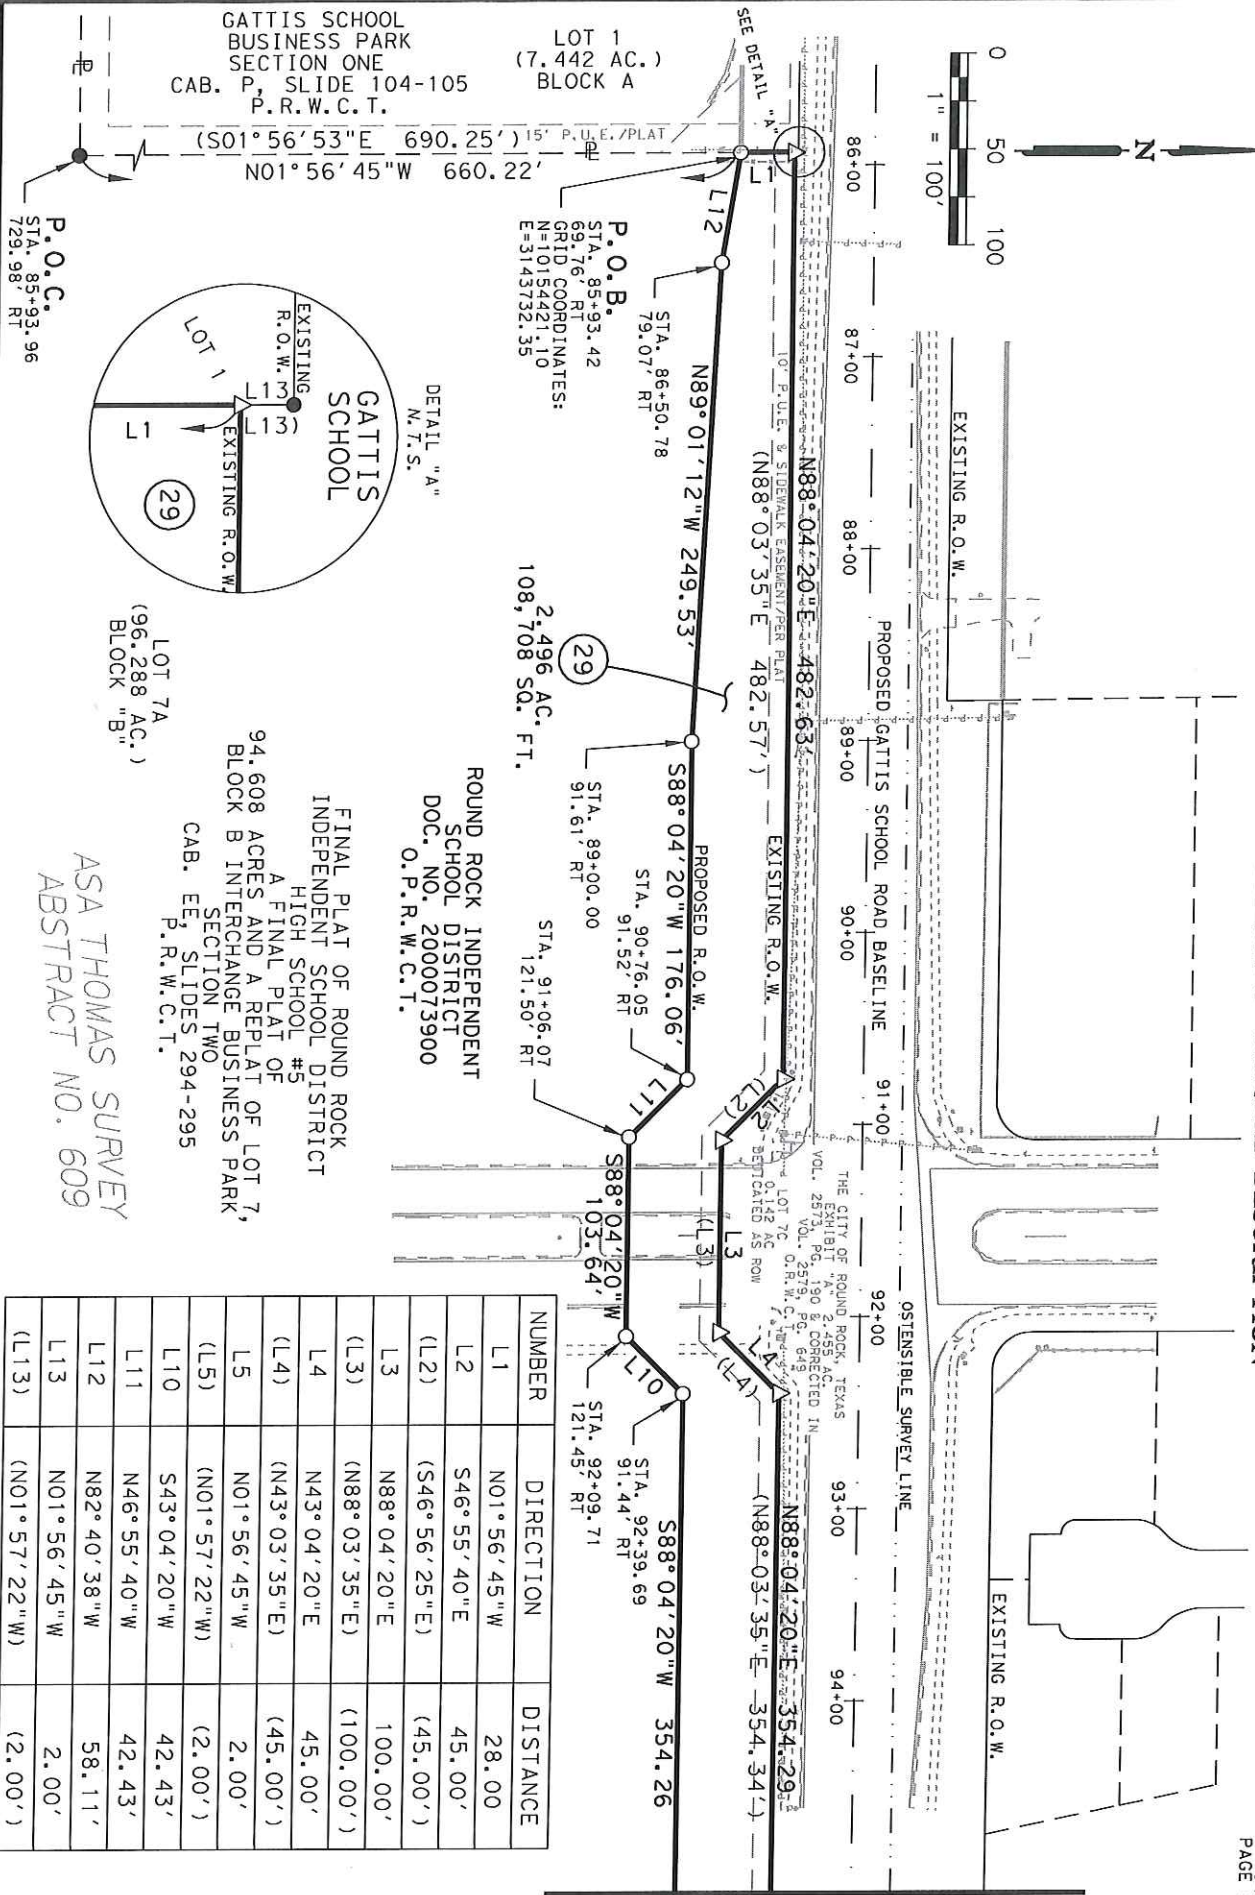 PAGE
0 50 100
1" = 100'
N
SEE DETAIL "A"
EXISTING R.O.W.
EXISTING R.O.W.
PROPOSED GATTIS SCHOOL ROAD BASELINE
OSTENSIBLE SURVEY LINE
86+00
87+00
88+00
89+00
90+00
91+00
92+00
93+00
94+00
GATTIS SCHOOL
BUSINESS PARK
SECTION ONE
CAB. P, SLIDE 104-105
P.R.W.C.T.
LOT 1
(7.442 AC.)
BLOCK A
(S01°56'53"E 690.25')
15' P.U.E./PLAT
N01°56'45"W 660.22'
P.O.C.
STA. 85+93.96
729.98' RT
P.O.B.
STA. 85+93.42
69.76' RT
GRID COORDINATES:
N=10154421.10
E=3143732.35
L1
L12
STA. 86+50.78
79.07' RT
N88°04'20"E 482.63'
10' P.U.E. & SIDEWALK EASEMENT/PER PLAT
(N88°03'35"E 482.57')
EXISTING R.O.W.
N89°01'12"W 249.53'
S88°04'20"W 176.06'
PROPOSED R.O.W.
STA. 89+00.00
91.61' RT
STA. 90+76.05
91.52' RT
STA. 91+06.07
121.50' RT
L11
L2
(L2)
L3
(L3)
L4
(L4)
L10
THE CITY OF ROUND ROCK, TEXAS
EXHIBIT "A" 2.455 AC.
VOL. 2573, PG. 190 & CORRECTED IN
VOL. 2579, PG. 649
O.R.W.C.T.
LOT 7C
0.142 AC
DEDICATED AS ROW
S88°04'20"W
103.64'
STA. 92+09.71
121.45' RT
STA. 92+39.69
91.44' RT
N88°04'20"E 354.29'
(N88°03'35"E 354.34')
S88°04'20"W 354.26
29
2.496 AC.
108,708 SQ. FT.
ROUND ROCK INDEPENDENT
SCHOOL DISTRICT
DOC. NO. 2000073900
O.P.R.W.C.T.
FINAL PLAT OF ROUND ROCK
INDEPENDENT SCHOOL DISTRICT
HIGH SCHOOL #5
A FINAL PLAT OF
94.608 ACRES AND A REPLAT OF LOT 7,
BLOCK B INTERCHANGE BUSINESS PARK,
SECTION TWO
CAB. EE, SLIDES 294-295
P.R.W.C.T.
LOT 7A
(96.288 AC.)
BLOCK "B"
ASA THOMAS SURVEY
ABSTRACT NO. 609
DETAIL "A"
N.T.S.
GATTIS
SCHOOL
EXISTING
R.O.W.
L13
L13)
LOT 1
L1
EXISTING R.O.W.
29
NUMBER DIRECTION DISTANCE
L1 N01°56'45"W 28.00
L2 S46°55'40"E 45.00'
(L2) (S46°56'25"E) (45.00')
L3 N88°04'20"E 100.00'
(L3) (N88°03'35"E) (100.00')
L4 N43°04'20"E 45.00'
(L4) (N43°03'35"E) (45.00')
L5 N01°56'45"W 2.00'
(L5) (N01°57'22"W) (2.00')
L10 S43°04'20"W 42.43'
L11 N46°55'40"W 42.43'
L12 N82°40'38"W 58.11'
L13 N01°56'45"W 2.00'
(L13) (N01°57'22"W) (2.00')